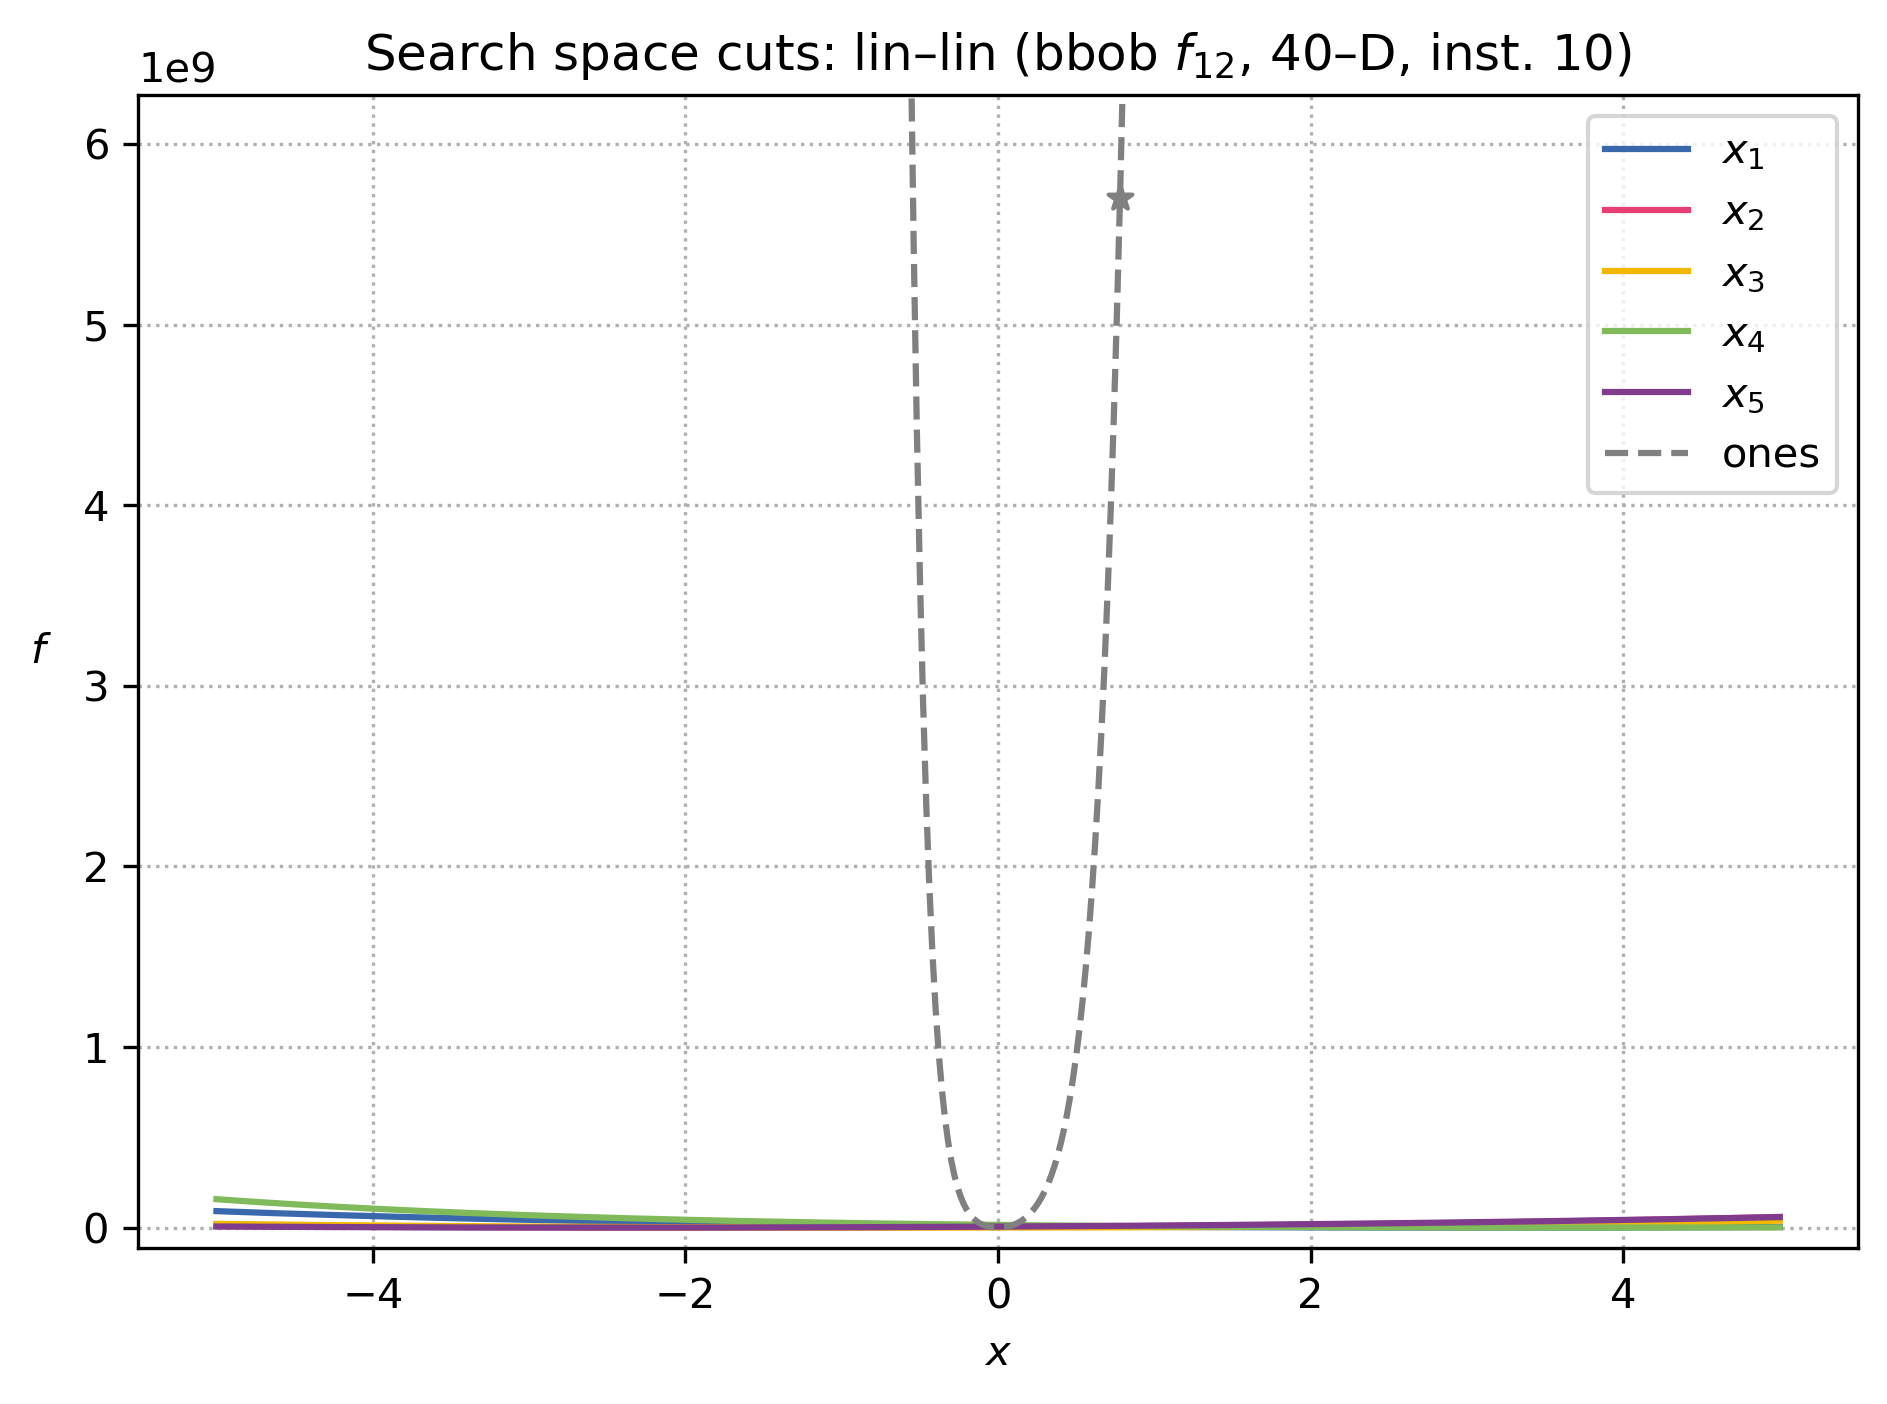 Search space cuts: lin–lin (bbob f₁₂, 40–D, inst. 10)
1e9
6
5
4
3
2
1
0
f
−4
−2
0
2
4
x
x₁
x₂
x₃
x₄
x₅
ones